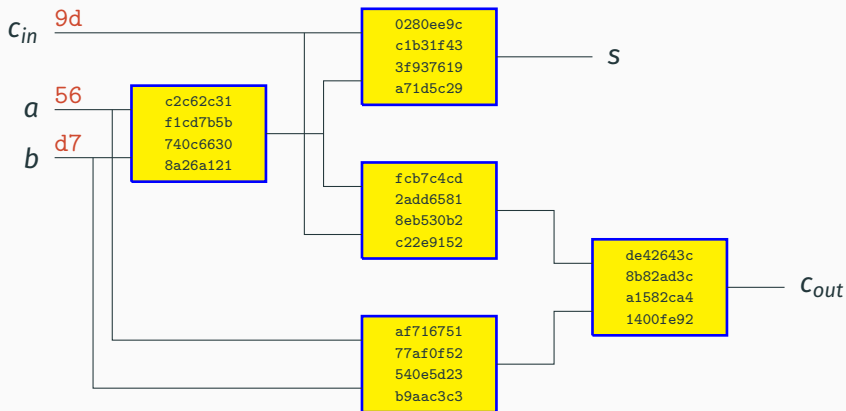 c_in 9d
0280ee9c
c1b31f43
3f937619
a71d5c29
s
a 56
b d7
c2c62c31
f1cd7b5b
740c6630
8a26a121
fcb7c4cd
2add6581
8eb530b2
c22e9152
de42643c
8b82ad3c
a1582ca4
1400fe92
c_out
af716751
77af0f52
540e5d23
b9aac3c3